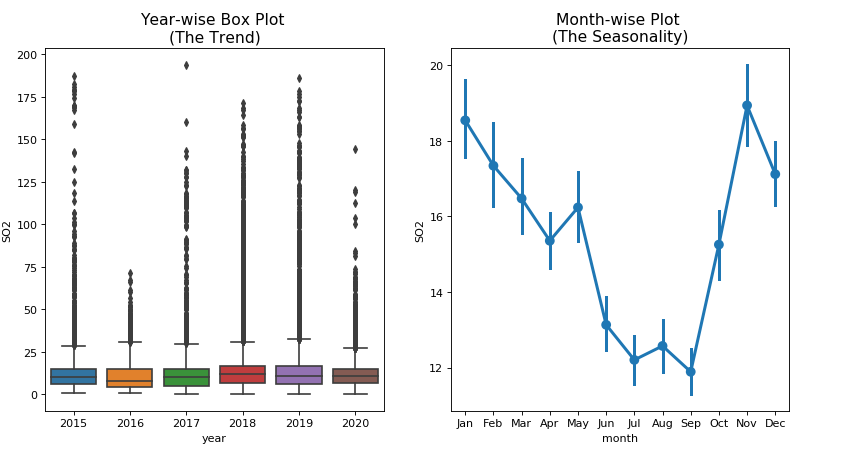 Year-wise Box Plot
(The Trend)
200
175
150
125
100
75
50
25
0
SO2
2015 2016 2017 2018 2019 2020
year
Month-wise Plot
(The Seasonality)
20
18
16
14
12
SO2
Jan Feb Mar Apr May Jun Jul Aug Sep Oct Nov Dec
month